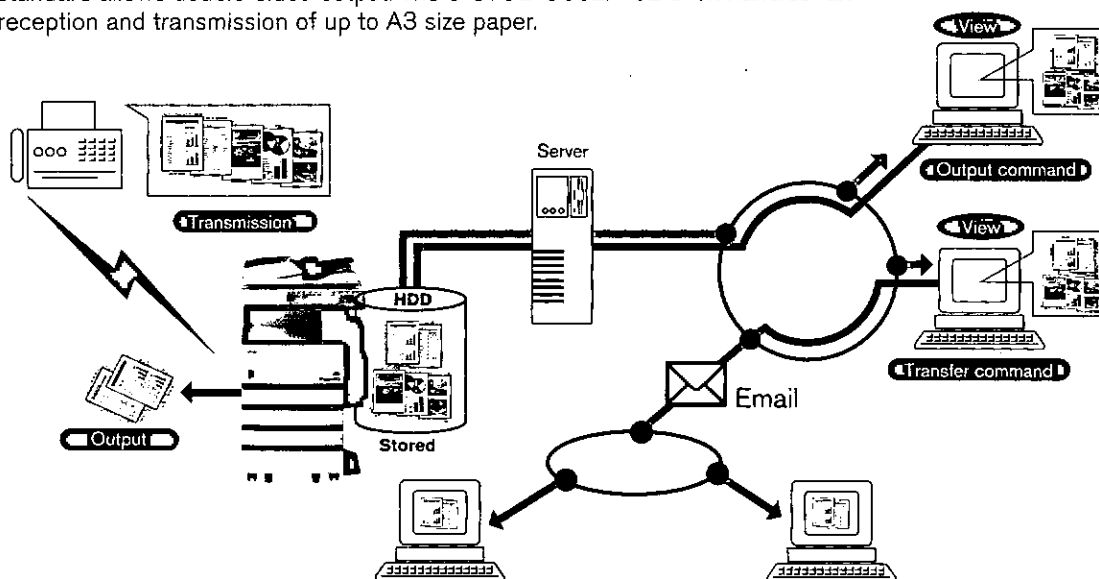 reception and transmission of up to A3 size paper.
View
Server
Output command
Transmission
View
HDD
Transfer command
Email
Output
Stored